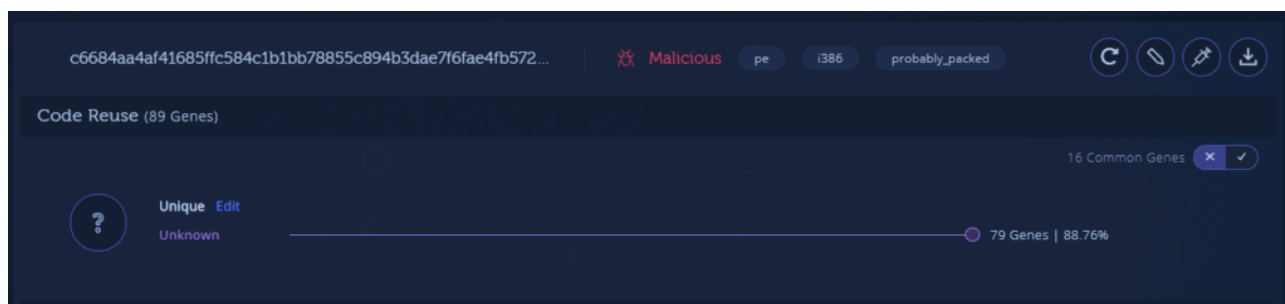 c6684aa4af41685ffc584c1b1bb78855c894b3dae7f6fae4fb572... Malicious pe i386 probably_packed
Code Reuse (89 Genes)
16 Common Genes
Unique Edit
Unknown 79 Genes | 88.76%